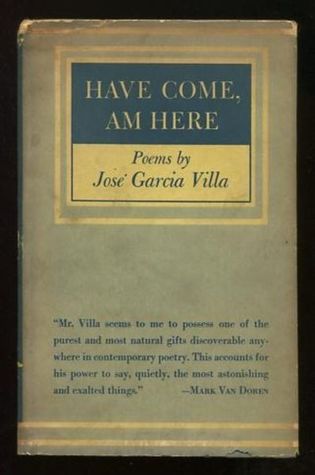 HAVE COME,
AM HERE
Poems by
José Garcia Villa
"Mr. Villa seems to me to possess one of the
purest and most natural gifts discoverable any-
where in contemporary poetry. This accounts for
his power to say, quietly, the most astonishing
and exalted things." —MARK VAN DOREN